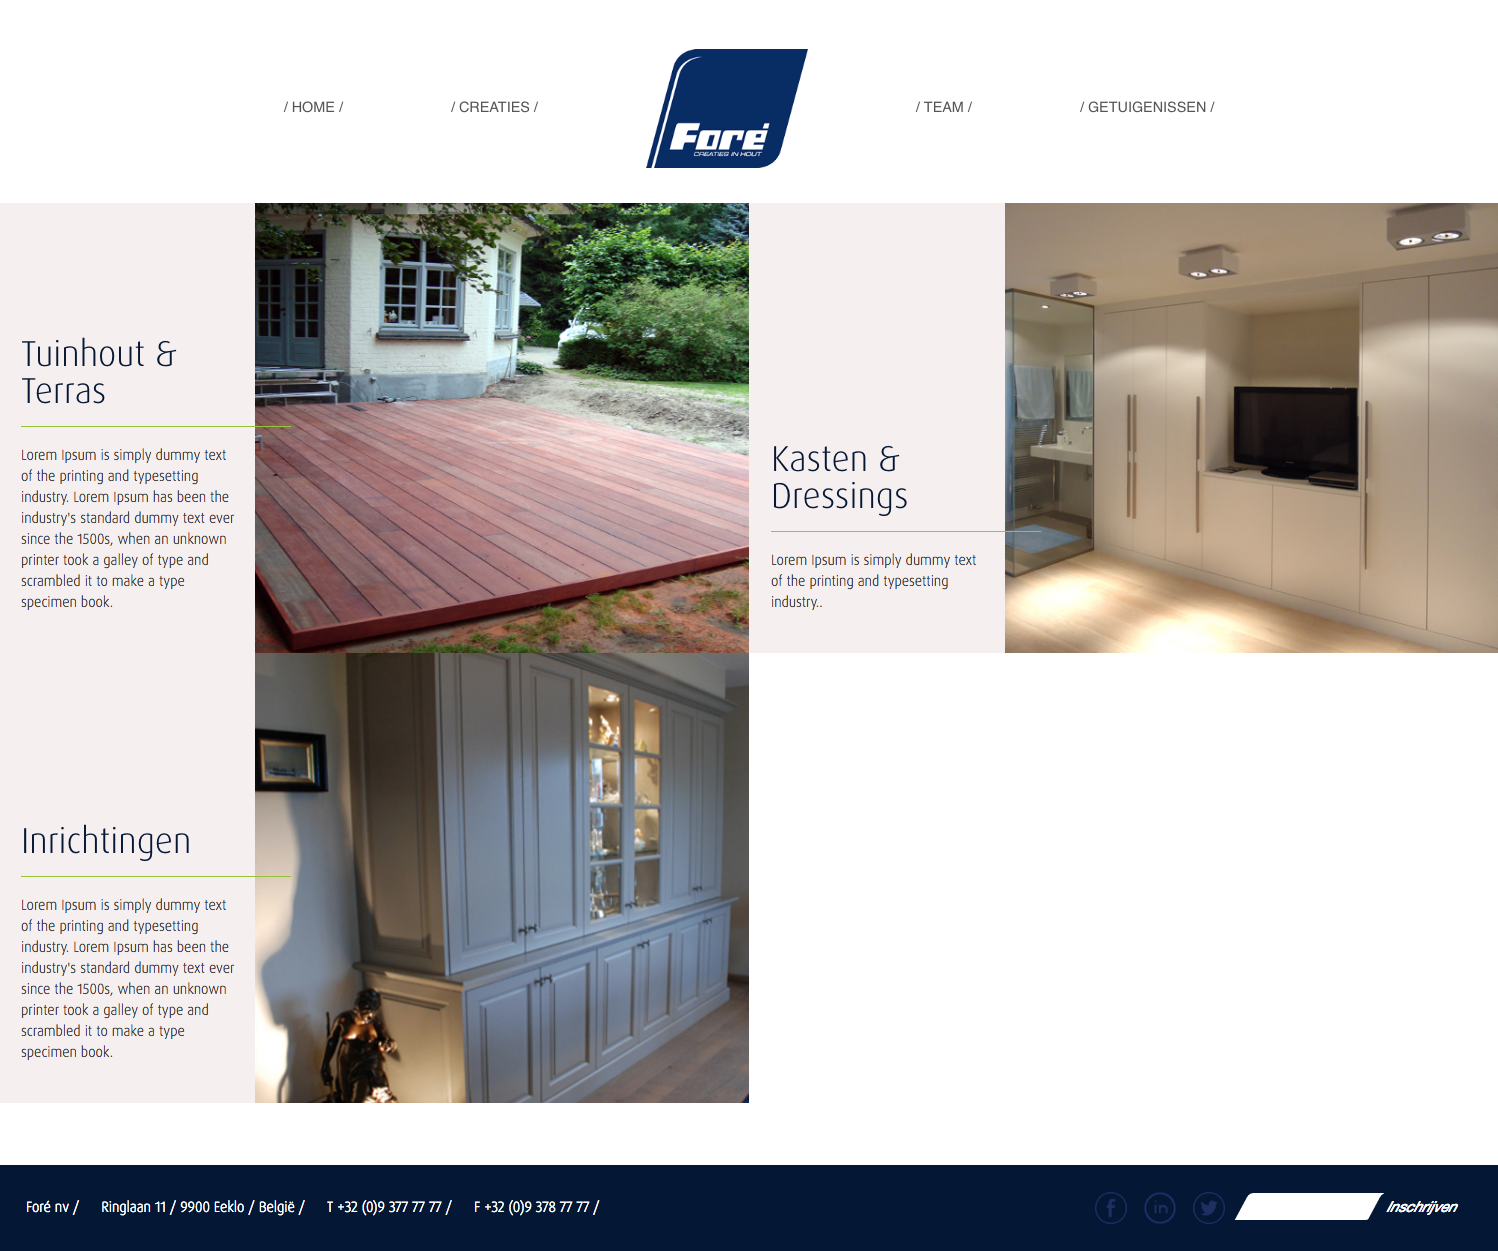 / HOME /
/ CREATIES /
Foré
CREATIES IN HOUT
/ TEAM /
/ GETUIGENISSEN /
Tuinhout &
Terras
Lorem Ipsum is simply dummy text
of the printing and typesetting
industry. Lorem Ipsum has been the
industry's standard dummy text ever
since the 1500s, when an unknown
printer took a galley of type and
scrambled it to make a type
specimen book.
Kasten &
Dressings
Lorem Ipsum is simply dummy text
of the printing and typesetting
industry..
Inrichtingen
Lorem Ipsum is simply dummy text
of the printing and typesetting
industry. Lorem Ipsum has been the
industry's standard dummy text ever
since the 1500s, when an unknown
printer took a galley of type and
scrambled it to make a type
specimen book.
Foré nv / Ringlaan 11 / 9900 Eeklo / België / T +32 (0)9 377 77 77 / F +32 (0)9 378 77 77 /
Inschrijven